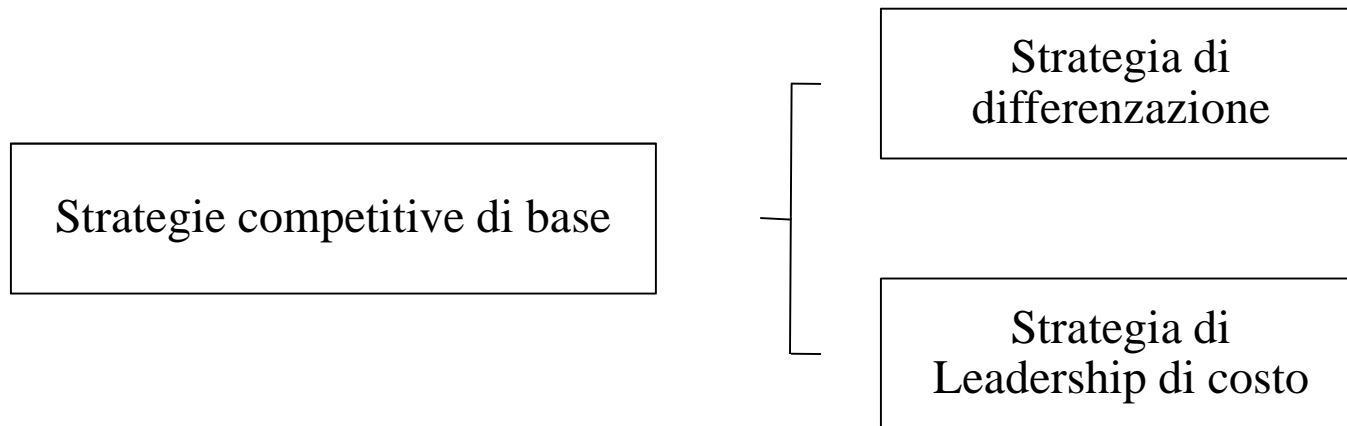 Strategie competitive di base
Strategia di
differenzazione
Strategia di
Leadership di costo